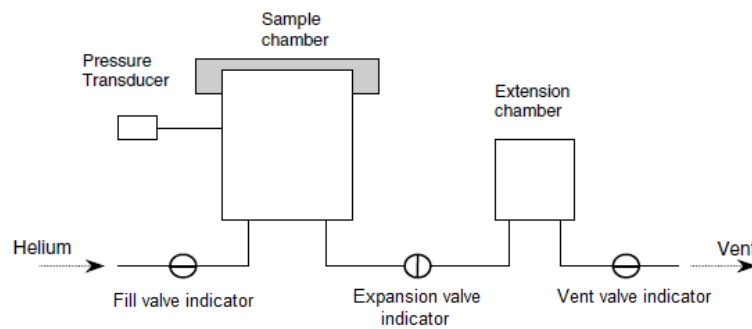 Sample
chamber
Pressure
Transducer
Extension
chamber
Helium
Vent
Fill valve indicator
Expansion valve
indicator
Vent valve indicator